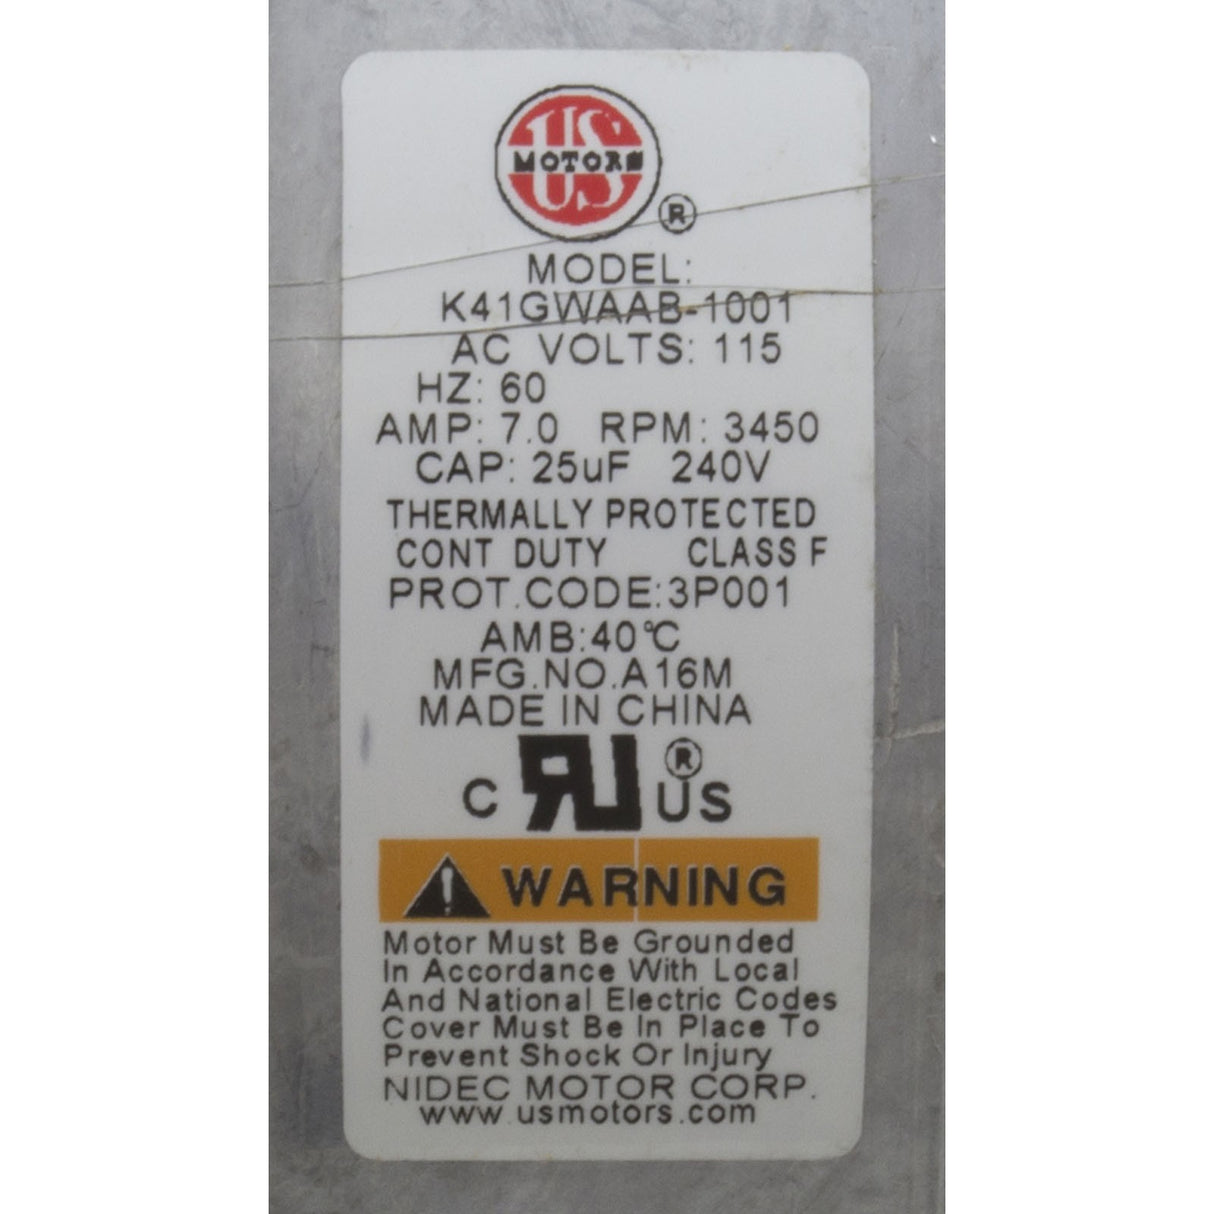 US
MOTORS
®
MODEL:
K41GWAAB-1001
AC VOLTS: 115
HZ: 60
AMP: 7.0 RPM: 3450
CAP: 25uF 240V
THERMALLY PROTECTED
CONT DUTY CLASS F
PROT.CODE:3P001
AMB:40℃
MFG.NO.A16M
MADE IN CHINA
C RU ® US
WARNING
Motor Must Be Grounded
In Accordance With Local
And National Electric Codes
Cover Must Be In Place To
Prevent Shock Or Injury
NIDEC MOTOR CORP.
www.usmotors.com